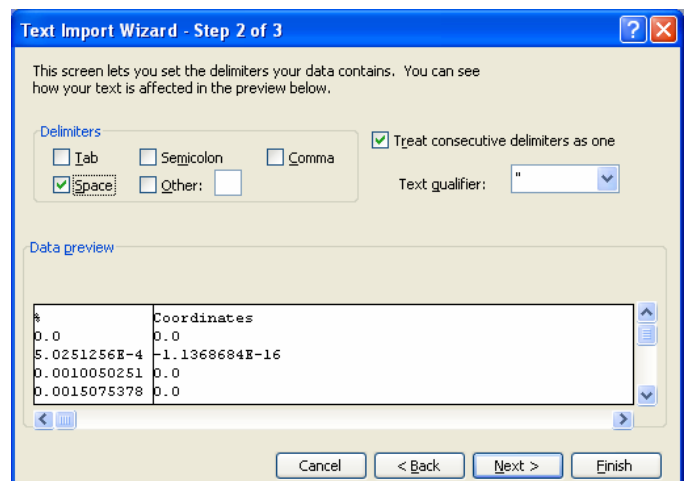 Text Import Wizard - Step 2 of 3
This screen lets you set the delimiters your data contains. You can see
how your text is affected in the preview below.
Delimiters
Tab Semicolon Comma
Space Other:
Treat consecutive delimiters as one
Text qualifier: "
Data preview
% Coordinates
0.0 0.0
5.0251256E-4 -1.1368684E-16
0.0010050251 0.0
0.0015075378 0.0
Cancel < Back Next > Finish